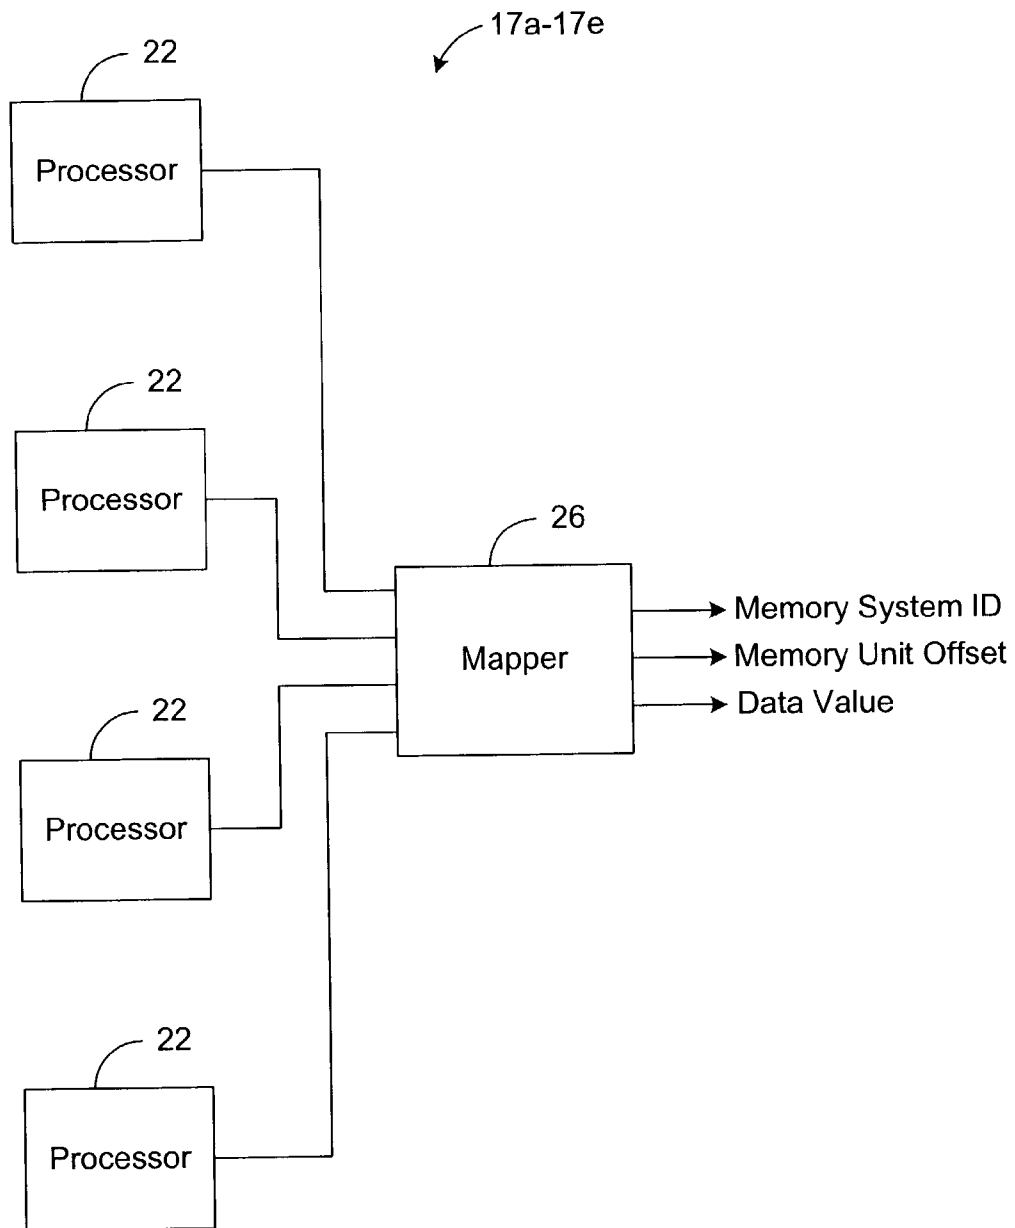 17a-17e
22
Processor
22
Processor
26
Mapper
Memory System ID
Memory Unit Offset
Data Value
22
Processor
22
Processor